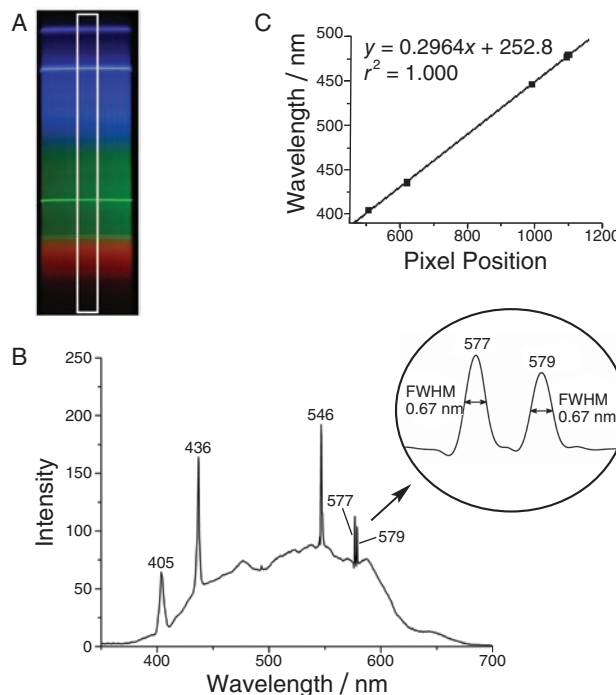 A
C
y = 0.2964x + 252.8
r² = 1.000
Wavelength / nm
500
450
500
450
400
600
800
1000
1200
Pixel Position
B
Intensity
250
200
150
100
50
0
405
436
546
577
579
400
500
600
700
Wavelength / nm
577
579
FWHM
0.67 nm
FWHM
0.67 nm